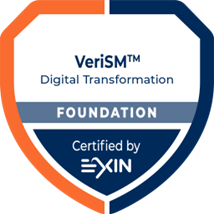 VeriSM™
Digital Transformation
FOUNDATION
Certified by
EXIN